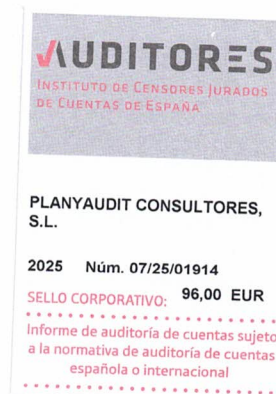 AUDITORES
INSTITUTO DE CENSORES JURADOS
DE CUENTAS DE ESPAÑA
PLANYAUDIT CONSULTORES,
S.L.
2025 Núm. 07/25/01914
SELLO CORPORATIVO: 96,00 EUR
Informe de auditoría de cuentas sujeto
a la normativa de auditoría de cuentas
española o internacional